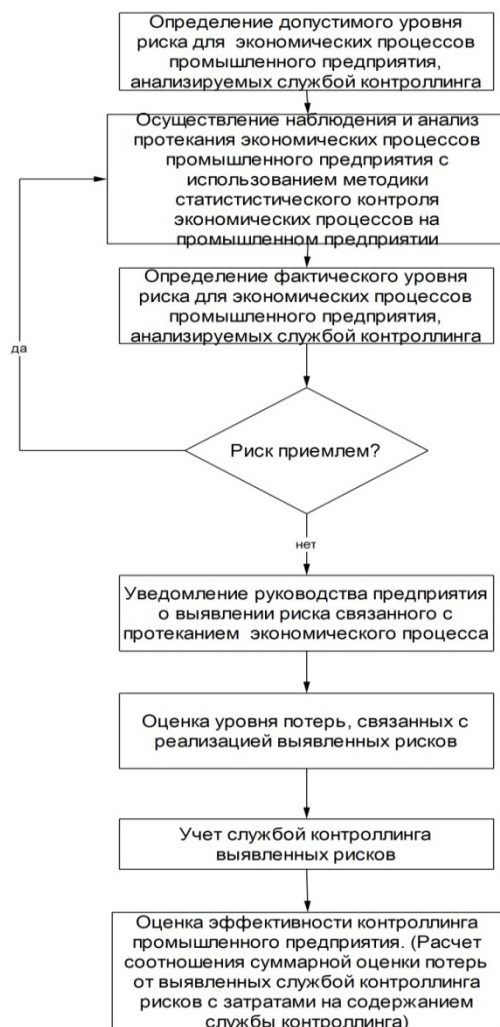 Определение допустимого уровня
риска для экономических процессов
промышленного предприятия,
анализируемых службой контроллинга
Осуществление наблюдения и анализ
протекания экономических процессов
промышленного предприятия с
использованием методики
статистистического контроля
экономических процессов на
промышленном предприятии
Определение фактического уровня
риска для экономических процессов
промышленного предприятия,
анализируемых службой контроллинга
да
Риск приемлем?
нет
Уведомление руководства предприятия
о выявлении риска связанного с
протеканием экономического процесса
Оценка уровня потерь, связанных с
реализацией выявленных рисков
Учет службой контроллинга
выявленных рисков
Оценка эффективности контроллинга
промышленного предприятия. (Расчет
соотношения суммарной оценки потерь
от выявленных службой контроллинга
рисков с затратами на содержанием
службы контроллинга)